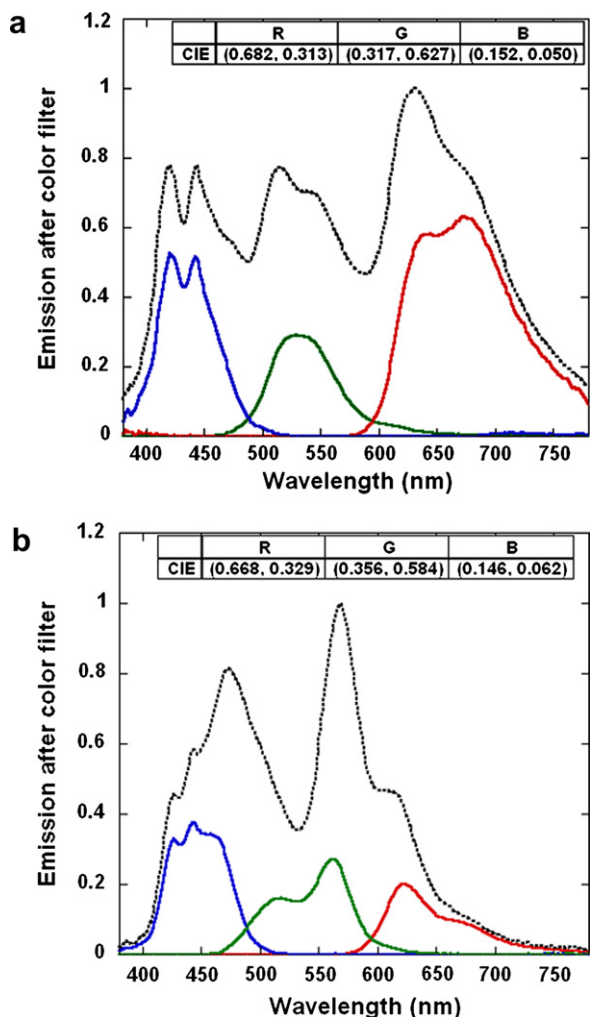 a
R G B
CIE (0.682, 0.313) (0.317, 0.627) (0.152, 0.050)
1
0.8
0.6
0.4
0.2
0
Emission after color filter
400 450 500 550 600 650 700 750
Wavelength (nm)
b
1.2
R G B
CIE (0.668, 0.329) (0.356, 0.584) (0.146, 0.062)
1
0.8
0.6
0.4
0.2
0
Emission after color filter
400 450 500 550 600 650 700 750
Wavelength (nm)